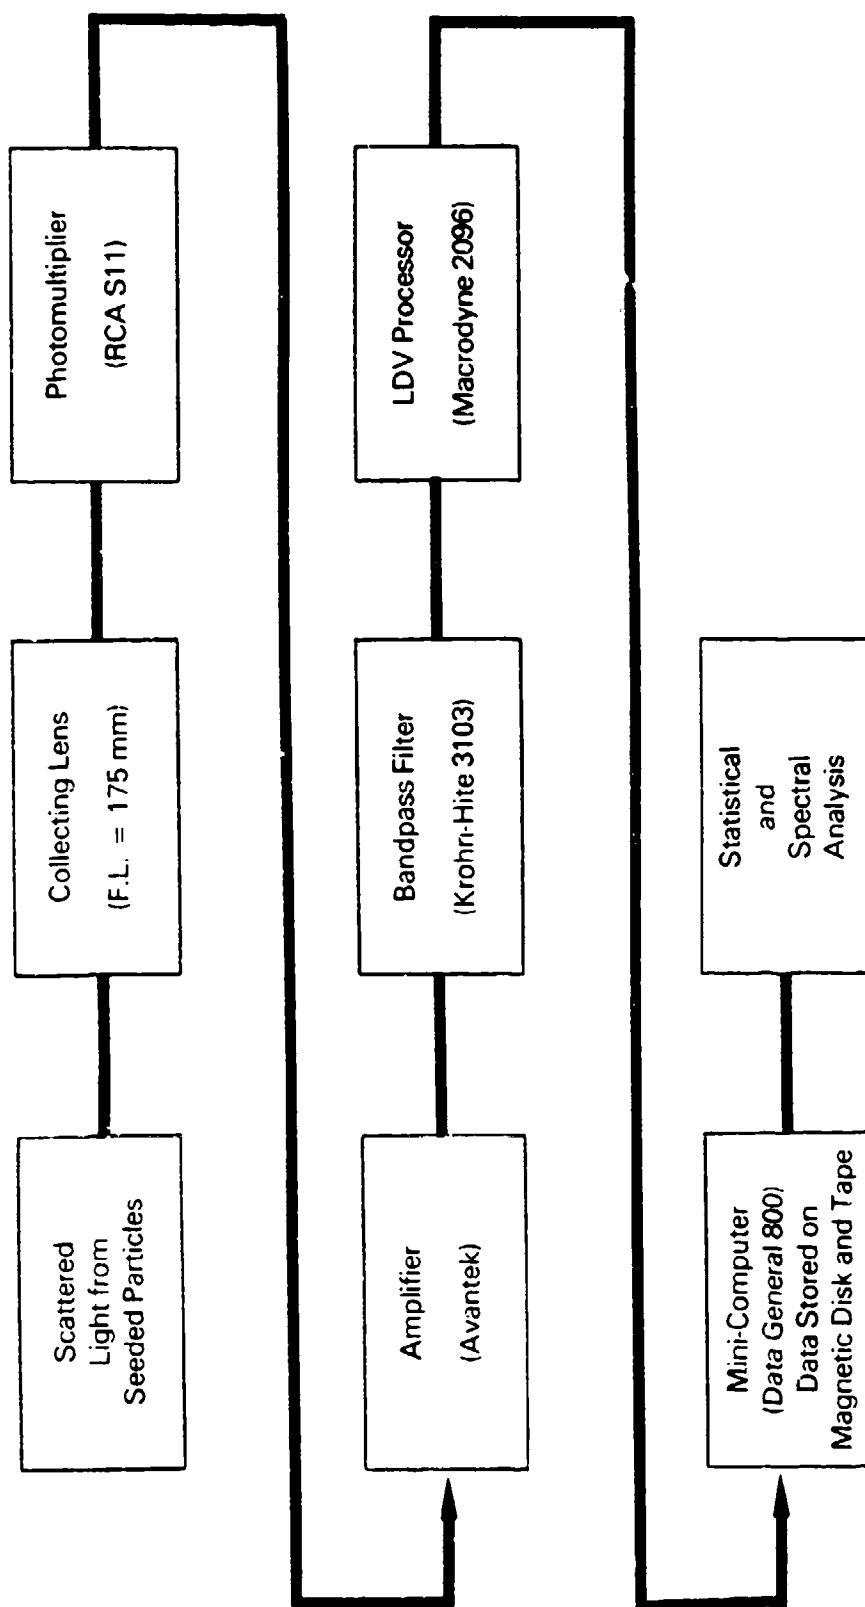 Scattered
Light from
Seeded Particles
Collecting Lens
(F.L. = 175 mm)
Photomultiplier
(RCA S11)
Amplifier
(Avantek)
Bandpass Filter
(Krohn-Hite 3103)
LDV Processor
(Macrodyne 2096)
Mini-Computer
(Data General 800)
Data Stored on
Magnetic Disk and Tape
Statistical
and
Spectral
Analysis